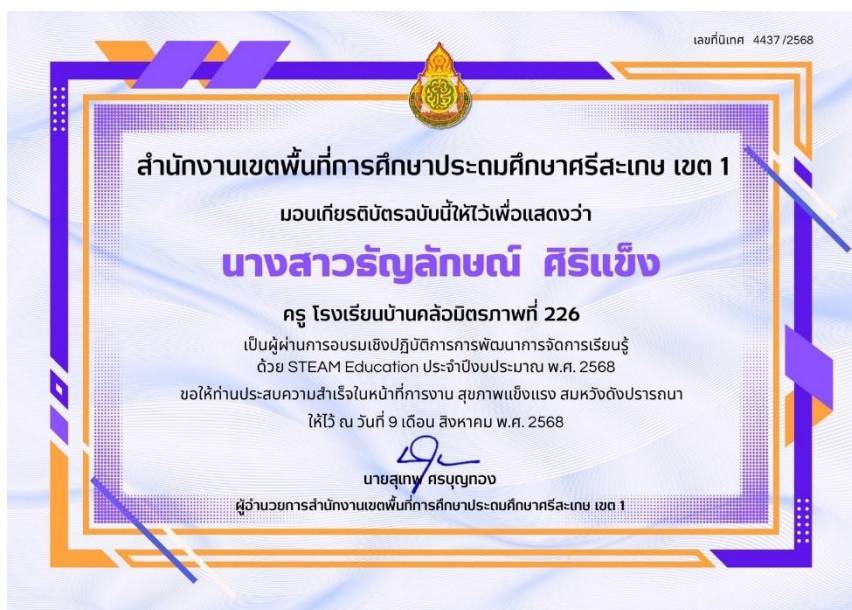 เลขที่นิเทศ 4437/2568
สำนักงานเขตพื้นที่การศึกษาประถมศึกษาศรีสะเกษ เขต 1
มอบเกียรติบัตรฉบับนี้ให้ไว้เพื่อแสดงว่า
นางสาวธัญลักษณ์ ศิริแข็ง
ครู โรงเรียนบ้านคล้อมิตรภาพที่ 226
เป็นผู้ผ่านการอบรมเชิงปฏิบัติการการพัฒนาการจัดการเรียนรู้
ด้วย STEAM Education ประจำปีงบประมาณ พ.ศ. 2568
ขอให้ท่านประสบความสำเร็จในหน้าที่การงาน สุขภาพแข็งแรง สมหวังดังปรารถนา
ให้ไว้ ณ วันที่ 9 เดือน สิงหาคม พ.ศ. 2568
นายสุเทพ ศรบุญทอง
ผู้อำนวยการสำนักงานเขตพื้นที่การศึกษาประถมศึกษาศรีสะเกษ เขต 1